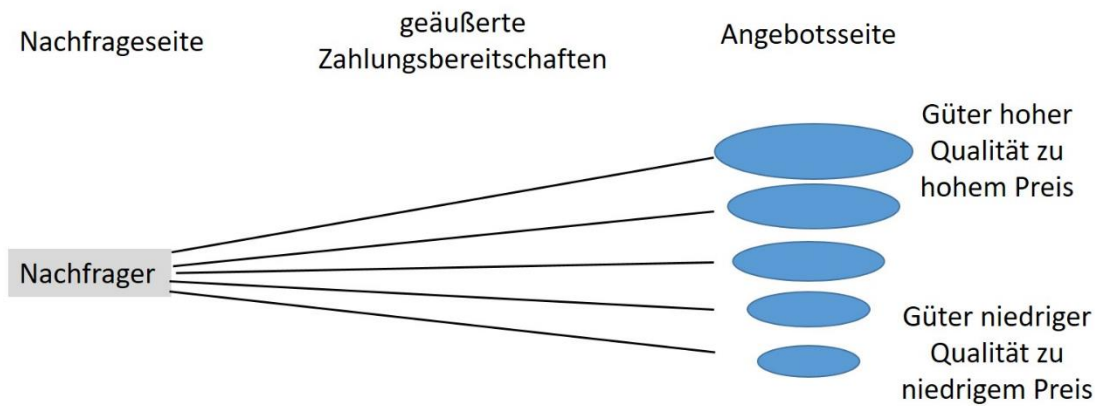 Nachfrageseite
geäußerte
Zahlungsbereitschaften
Angebotsseite
Güter hoher
Qualität zu
hohem Preis
Nachfrager
Güter niedriger
Qualität zu
niedrigem Preis